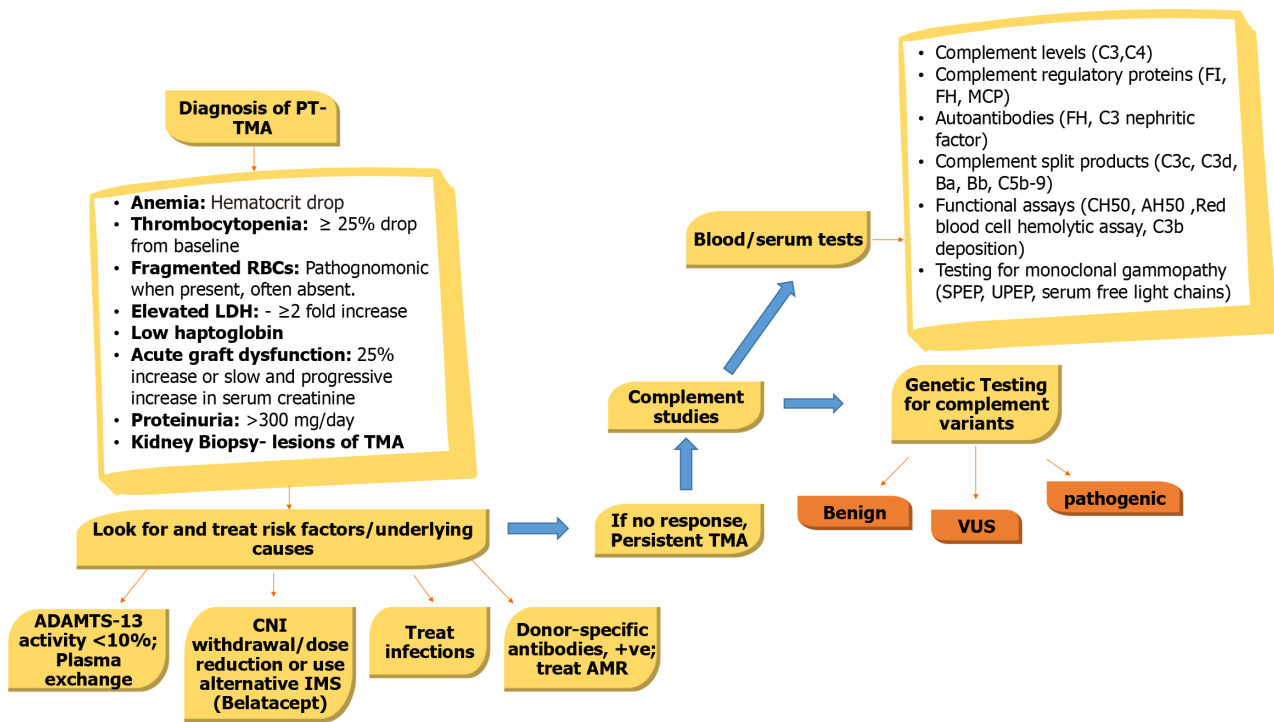 Diagnosis of PT-
TMA
• Anemia: Hematocrit drop
• Thrombocytopenia: ≥ 25% drop
from baseline
• Fragmented RBCs: Pathognomonic
when present, often absent.
• Elevated LDH: - ≥2 fold increase
• Low haptoglobin
• Acute graft dysfunction: 25%
increase or slow and progressive
increase in serum creatinine
• Proteinuria: >300 mg/day
• Kidney Biopsy- lesions of TMA
Look for and treat risk factors/underlying
causes
ADAMTS-13
activity <10%;
Plasma
exchange
CNI
withdrawal/dose
reduction or use
alternative IMS
(Belatacept)
Treat
infections
Donor-specific
antibodies, +ve;
treat AMR
If no response,
Persistent TMA
Complement
studies
Blood/serum tests
• Complement levels (C3,C4)
• Complement regulatory proteins (FI,
FH, MCP)
• Autoantibodies (FH, C3 nephritic
factor)
• Complement split products (C3c, C3d,
Ba, Bb, C5b-9)
• Functional assays (CH50, AH50 ,Red
blood cell hemolytic assay, C3b
deposition)
• Testing for monoclonal gammopathy
(SPEP, UPEP, serum free light chains)
Genetic Testing
for complement
variants
Benign
VUS
pathogenic